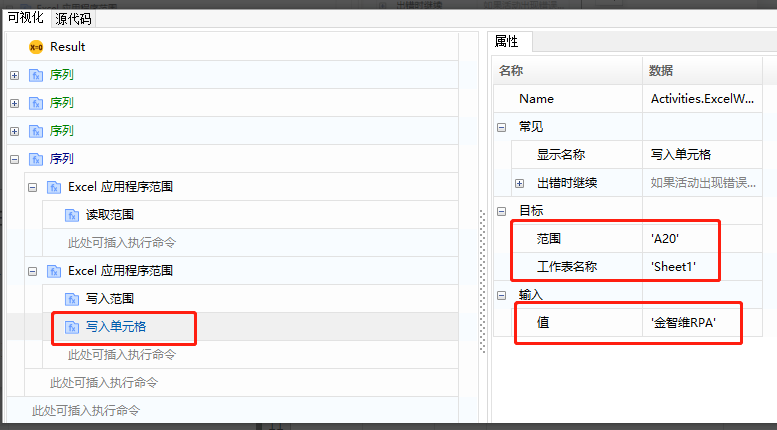 可视化 源代码
Result
序列
序列
序列
序列
Excel 应用程序范围
读取范围
此处可插入执行命令
Excel 应用程序范围
写入范围
写入单元格
此处可插入执行命令
此处可插入执行命令
此处可插入执行命令
属性
名称 数据
Name Activities.ExcelW...
常见
显示名称 写入单元格
出错时继续 如果活动出现错误...
目标
范围 'A20'
工作表名称 'Sheet1'
输入
值 '金智维RPA'